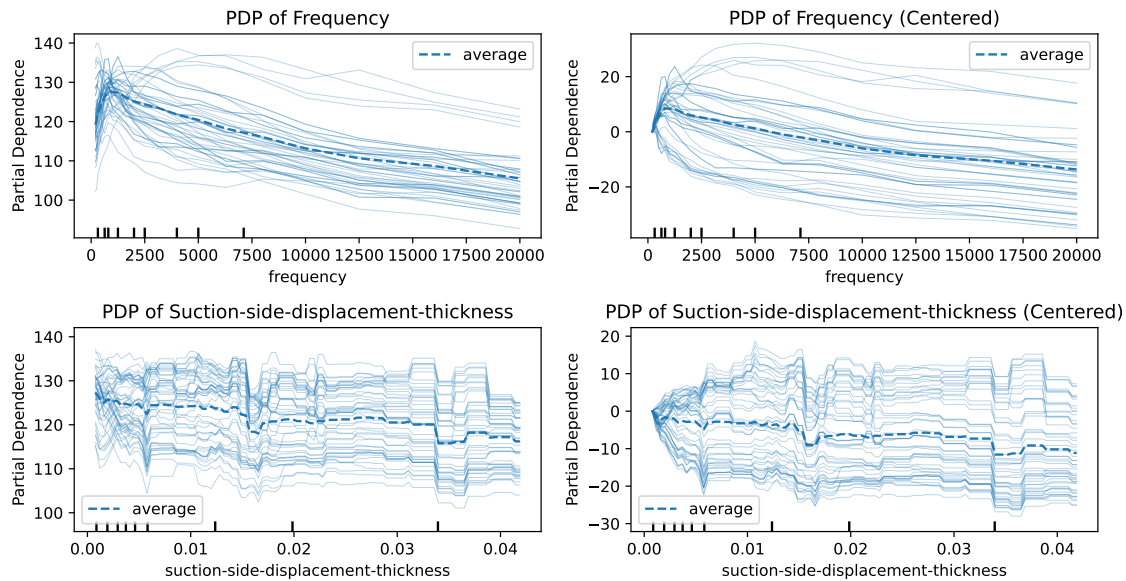 PDP of Frequency
140
130
120
110
100
Partial Dependence
average
0 2500 5000 7500 10000 12500 15000 17500 20000
frequency
PDP of Frequency (Centered)
20
0
−20
Partial Dependence
average
0 2500 5000 7500 10000 12500 15000 17500 20000
frequency
PDP of Suction-side-displacement-thickness
140
130
120
110
100
Partial Dependence
average
0.00 0.01 0.02 0.03 0.04
suction-side-displacement-thickness
PDP of Suction-side-displacement-thickness (Centered)
20
10
0
−10
−20
−30
Partial Dependence
average
0.00 0.01 0.02 0.03 0.04
suction-side-displacement-thickness